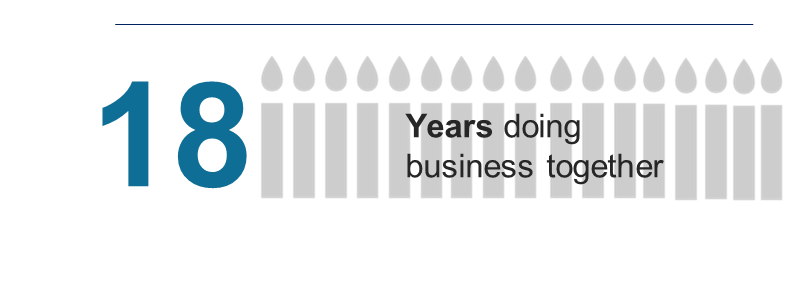 18
Years doing
business together